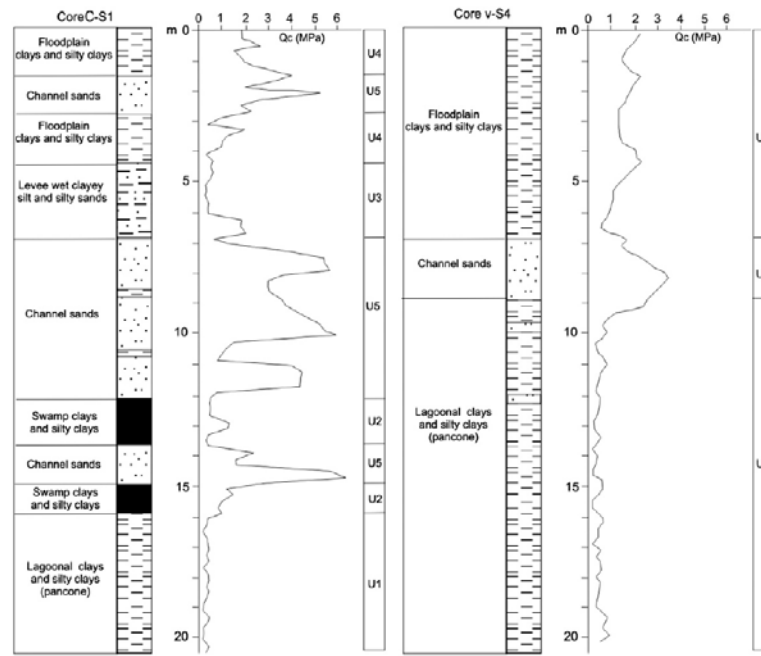 CoreC-S1
m 0
0 1 2 3 4 5 6
Qc (MPa)
Floodplain
clays and silty clays
U4
Channel sands
U5
Floodplain
clays and silty clays
U4
5
Levee wet clayey
silt and silty sands
U3
Channel sands
U5
10
Swamp clays
and silty clays
U2
Channel sands
U5
15
Swamp clays
and silty clays
U2
Lagoonal clays
and silty clays
(pancone)
U1
20
Core v-S4
m 0
0 1 2 3 4 5 6
Qc (MPa)
Floodplain
clays and silty clays
U
5
Channel sands
U
10
Lagoonal clays
and silty clays
(pancone)
U
15
20